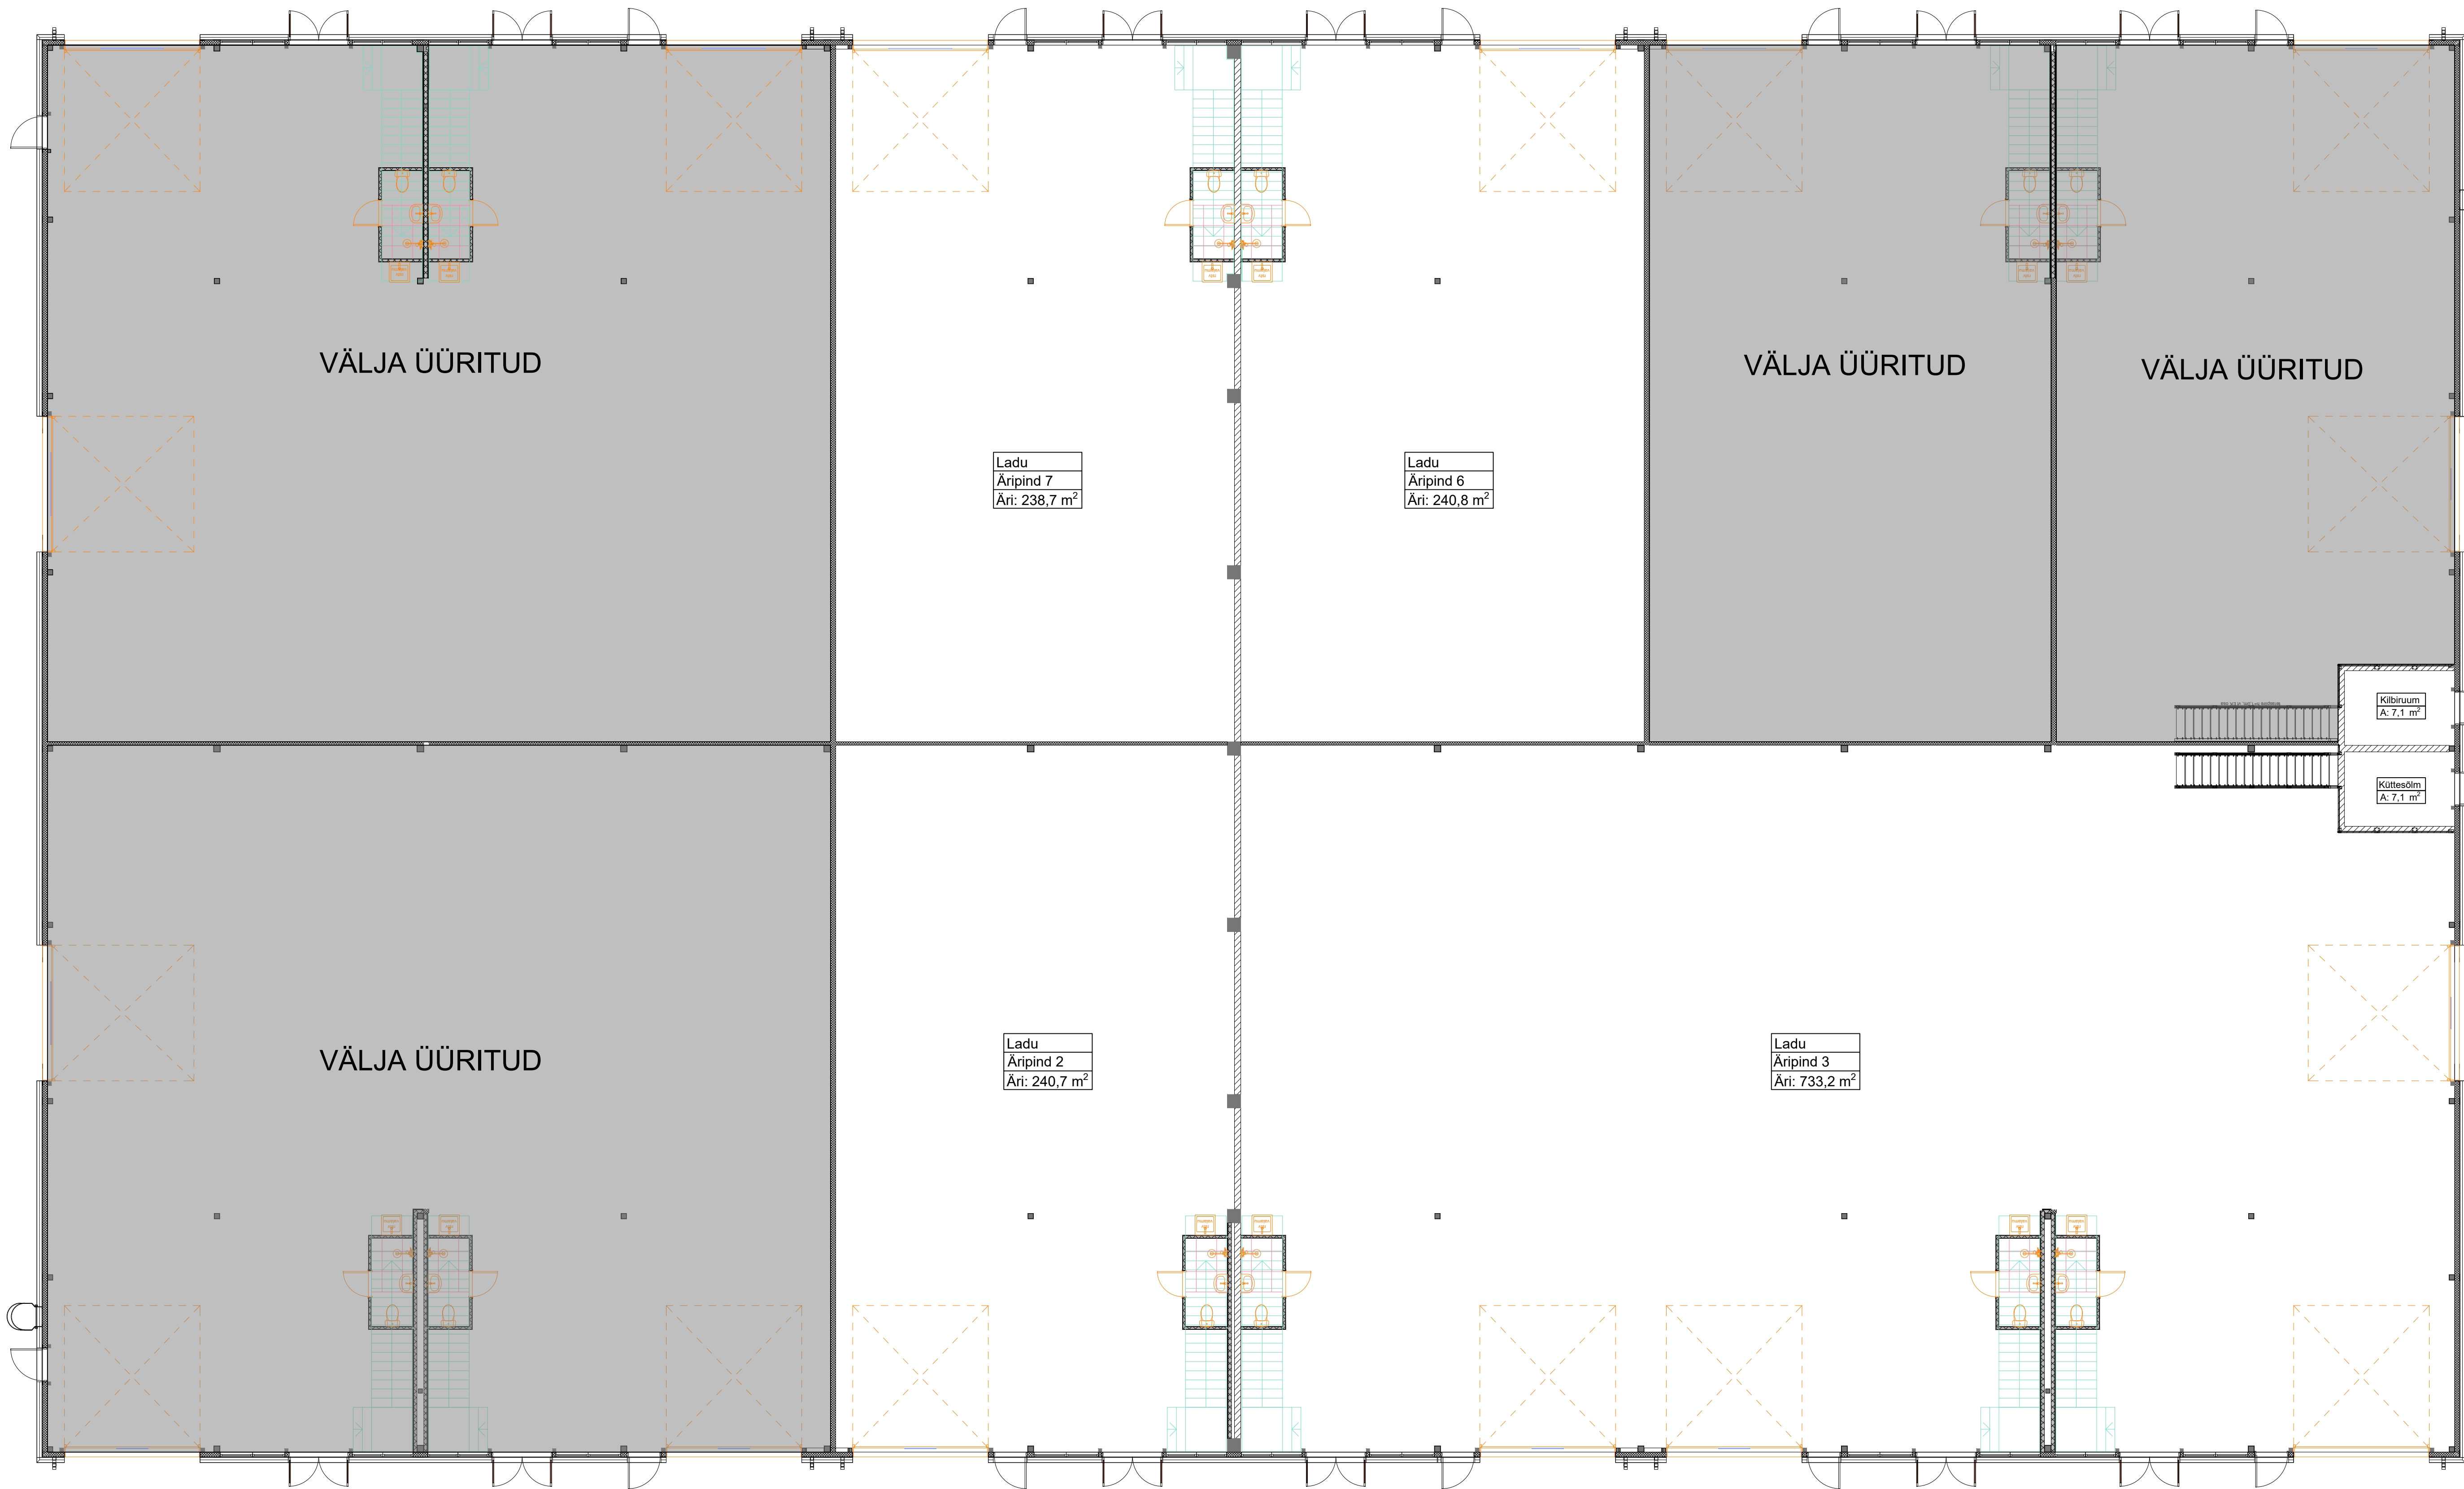 VÄLJA ÜÜRITUD
VÄLJA ÜÜRITUD
VÄLJA ÜÜRITUD
Ladu
Äripind 7
Äri: 238,7 m²
Ladu
Äripind 6
Äri: 240,8 m²
Kilbiruum
A: 7,1 m²
Küttesõlm
A: 7,1 m²
VÄLJA ÜÜRITUD
Ladu
Äripind 2
Äri: 240,7 m²
Ladu
Äripind 3
Äri: 733,2 m²